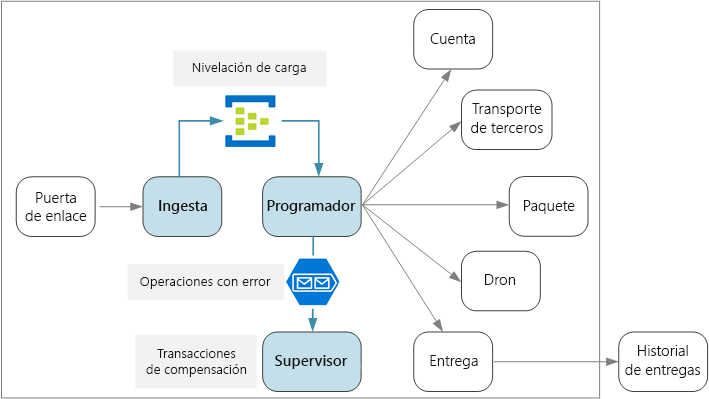 Cuenta
Nivelación de carga
Transporte
de terceros
Puerta
de enlace
Ingesta
Programador
Paquete
Operaciones con error
Dron
Transacciones
de compensación
Supervisor
Entrega
Historial
de entregas